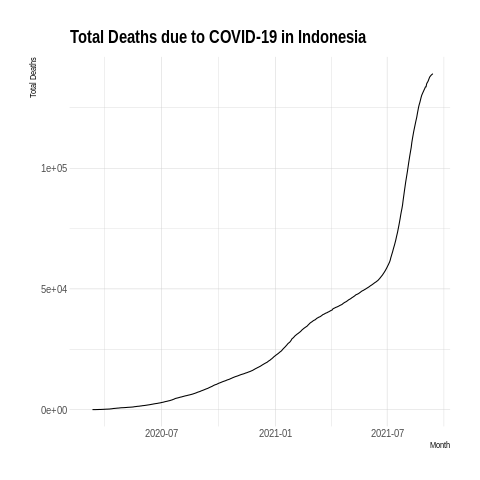 Total Deaths due to COVID-19 in Indonesia
Total Deaths
1e+05
5e+04
0e+00
2020-07 2021-01 2021-07
Month